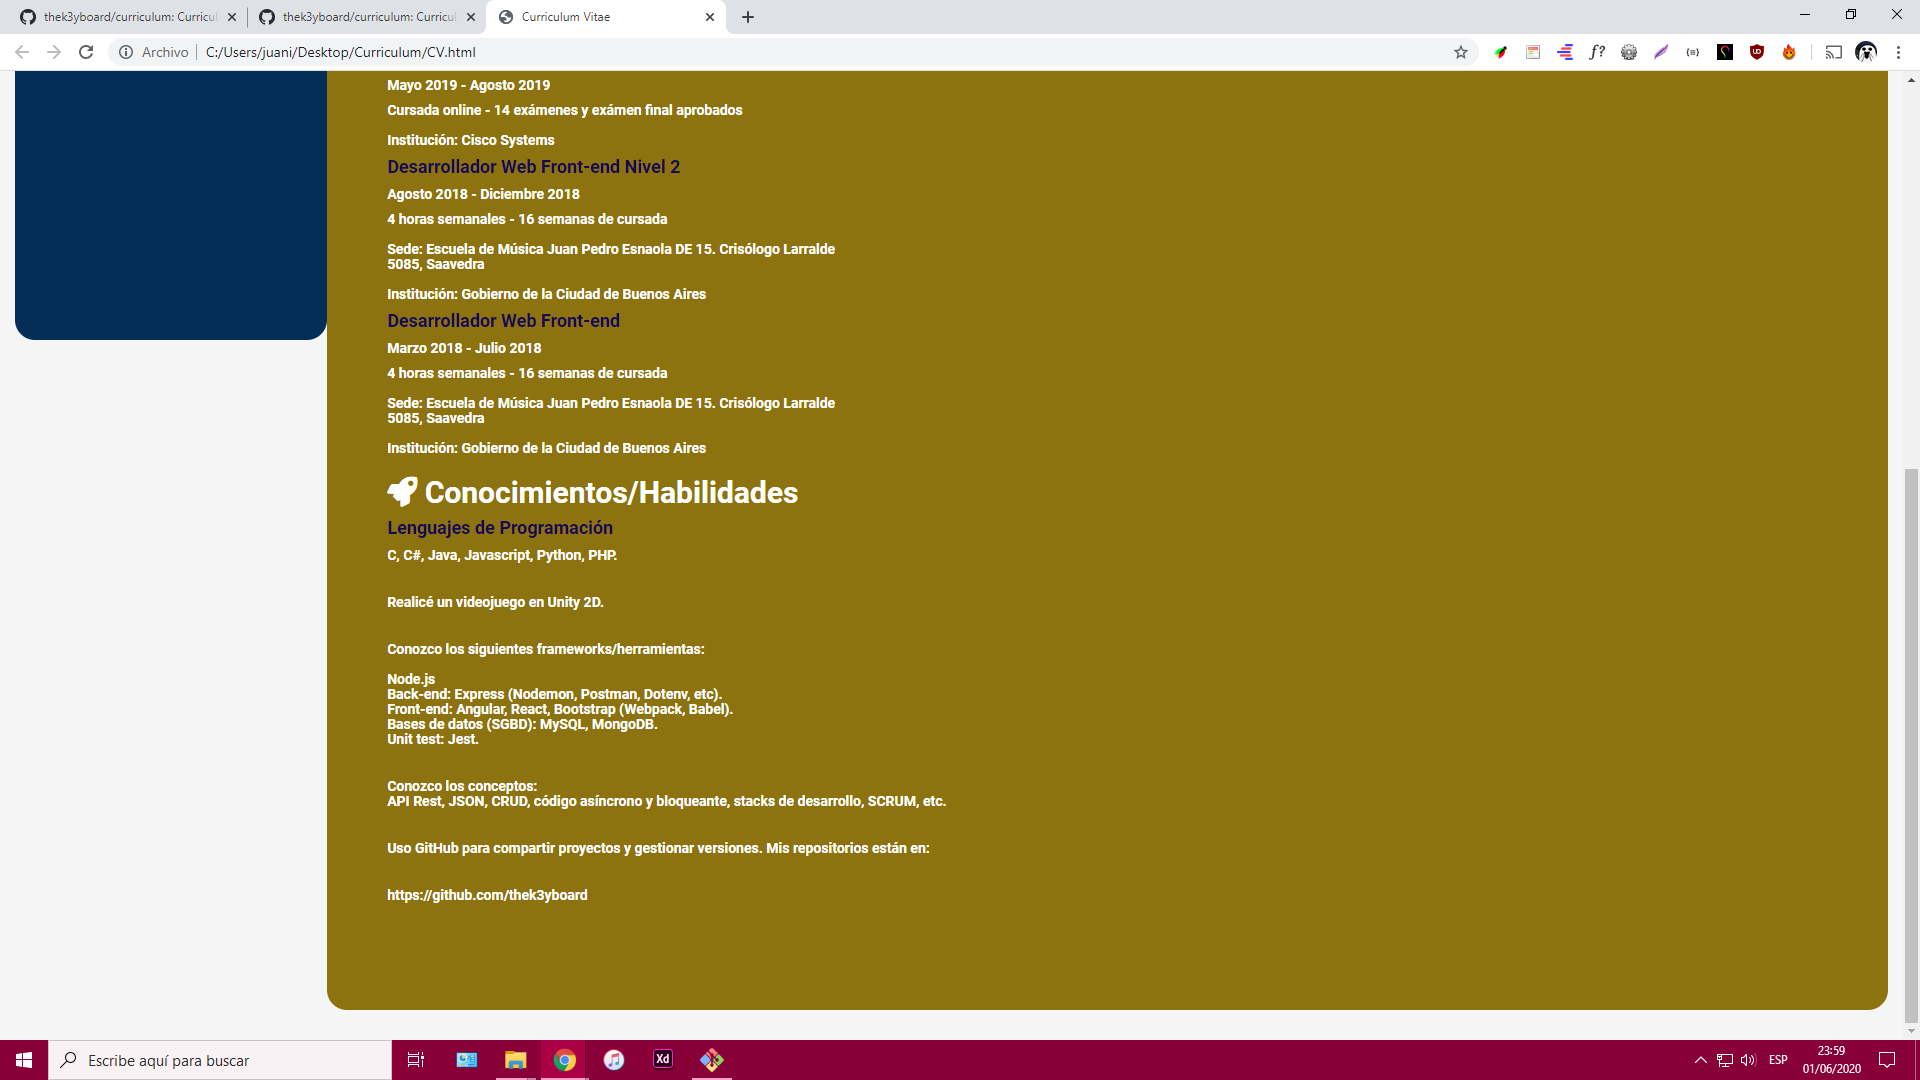 thek3yboard/curriculum: Curricul
thek3yboard/curriculum: Curricul
Curriculum Vitae
Archivo
C:/Users/juani/Desktop/Curriculum/CV.html
Mayo 2019 - Agosto 2019
Cursada online - 14 exámenes y exámen final aprobados
Institución: Cisco Systems
Desarrollador Web Front-end Nivel 2
Agosto 2018 - Diciembre 2018
4 horas semanales - 16 semanas de cursada
Sede: Escuela de Música Juan Pedro Esnaola DE 15. Crisólogo Larralde
5085, Saavedra
Institución: Gobierno de la Ciudad de Buenos Aires
Desarrollador Web Front-end
Marzo 2018 - Julio 2018
4 horas semanales - 16 semanas de cursada
Sede: Escuela de Música Juan Pedro Esnaola DE 15. Crisólogo Larralde
5085, Saavedra
Institución: Gobierno de la Ciudad de Buenos Aires
Conocimientos/Habilidades
Lenguajes de Programación
C, C#, Java, Javascript, Python, PHP.
Realicé un videojuego en Unity 2D.
Conozco los siguientes frameworks/herramientas:
Node.js
Back-end: Express (Nodemon, Postman, Dotenv, etc).
Front-end: Angular, React, Bootstrap (Webpack, Babel).
Bases de datos (SGBD): MySQL, MongoDB.
Unit test: Jest.
Conozco los conceptos:
API Rest, JSON, CRUD, código asíncrono y bloqueante, stacks de desarrollo, SCRUM, etc.
Uso GitHub para compartir proyectos y gestionar versiones. Mis repositorios están en:
https://github.com/thek3yboard
Escribe aquí para buscar
Xd
ESP
23:59
01/06/2020